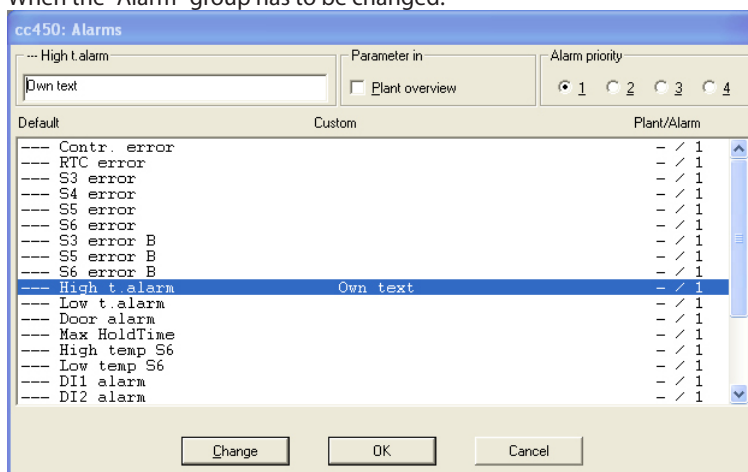 When the "Alarm" group has to be changed:
cc450: Alarms
--- High t.alarm
Parameter in
Alarm priority
Own text
Plant overview
1 2 3 4
Default Custom Plant/Alarm
--- Contr. error - / 1
--- RTC error - / 1
--- S3 error - / 1
--- S4 error - / 1
--- S5 error - / 1
--- S6 error - / 1
--- S3 error B - / 1
--- S5 error B - / 1
--- S6 error B - / 1
--- High t.alarm Own text - / 1
--- Low t.alarm - / 1
--- Door alarm - / 1
--- Max HoldTime - / 1
--- High temp S6 - / 1
--- Low temp S6 - / 1
--- DI1 alarm - / 1
--- DI2 alarm - / 1
Change OK Cancel